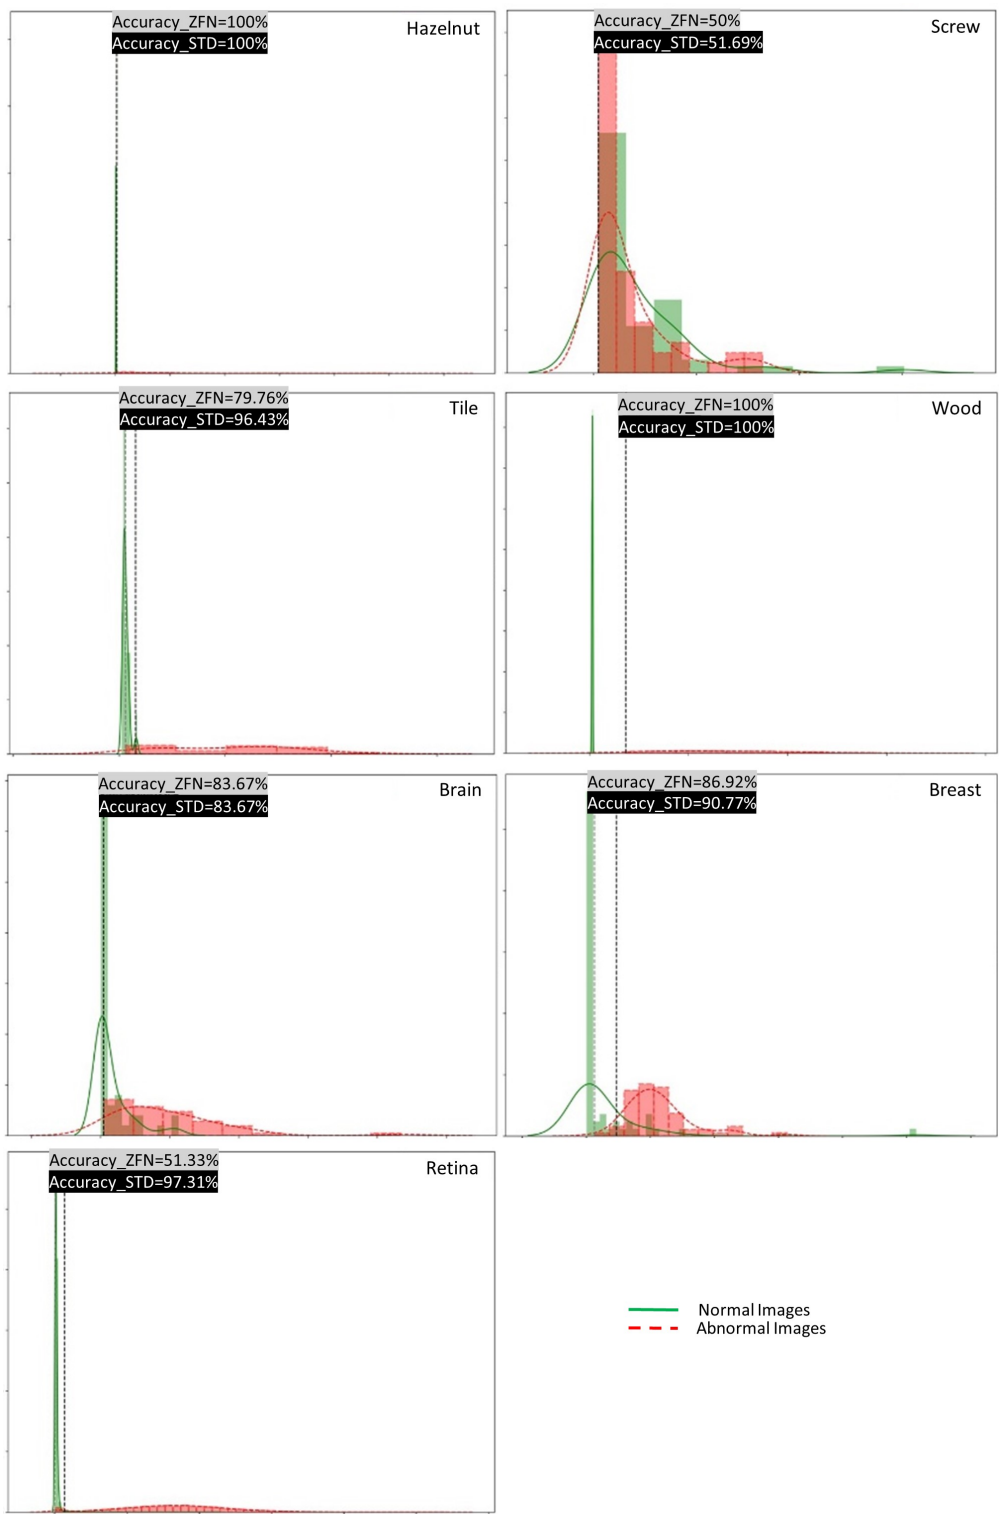 Accuracy_ZFN=100%
Accuracy_STD=100%
Hazelnut
Accuracy_ZFN=50%
Accuracy_STD=51.69%
Screw
Accuracy_ZFN=79.76%
Accuracy_STD=96.43%
Tile
Accuracy_ZFN=100%
Accuracy_STD=100%
Wood
Accuracy_ZFN=83.67%
Accuracy_STD=83.67%
Brain
Accuracy_ZFN=86.92%
Accuracy_STD=90.77%
Breast
Accuracy_ZFN=51.33%
Accuracy_STD=97.31%
Retina
Normal Images
Abnormal Images